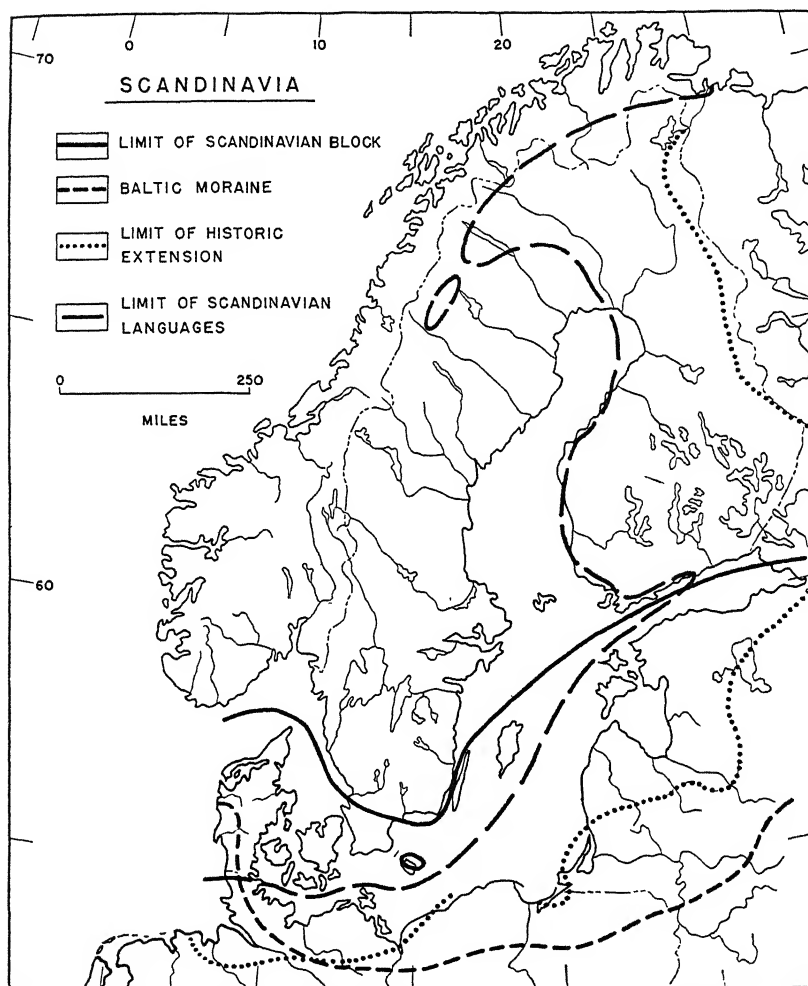 0 10 20
70
SCANDINAVIA
LIMIT OF SCANDINAVIAN BLOCK
BALTIC MORAINE
LIMIT OF HISTORIC
EXTENSION
LIMIT OF SCANDINAVIAN
LANGUAGES
0 250
MILES
60